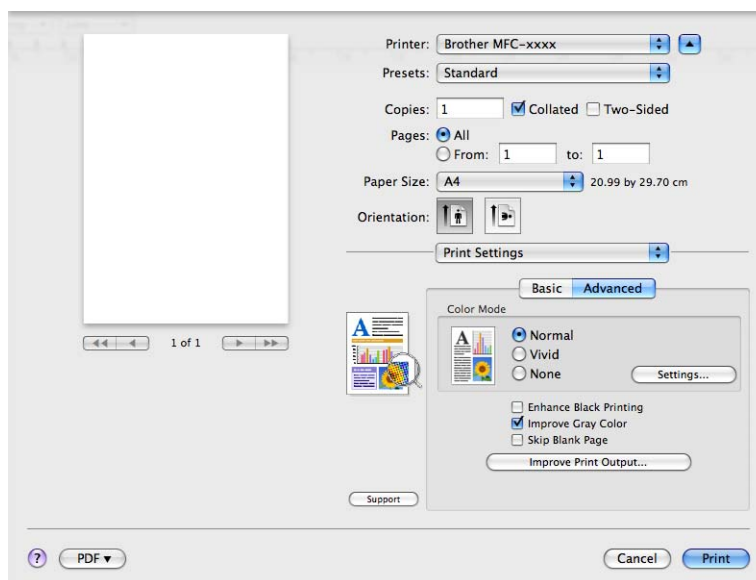 Printer: Brother MFC-xxxx
Presets: Standard
Copies: 1 Collated Two-Sided
Pages: All
From: 1 to: 1
Paper Size: A4 20.99 by 29.70 cm
Orientation:
Print Settings
Basic Advanced
Color Mode
Normal
Vivid
None Settings...
Enhance Black Printing
Improve Gray Color
Skip Blank Page
Improve Print Output...
Support
1 of 1
? PDF▼ Cancel Print